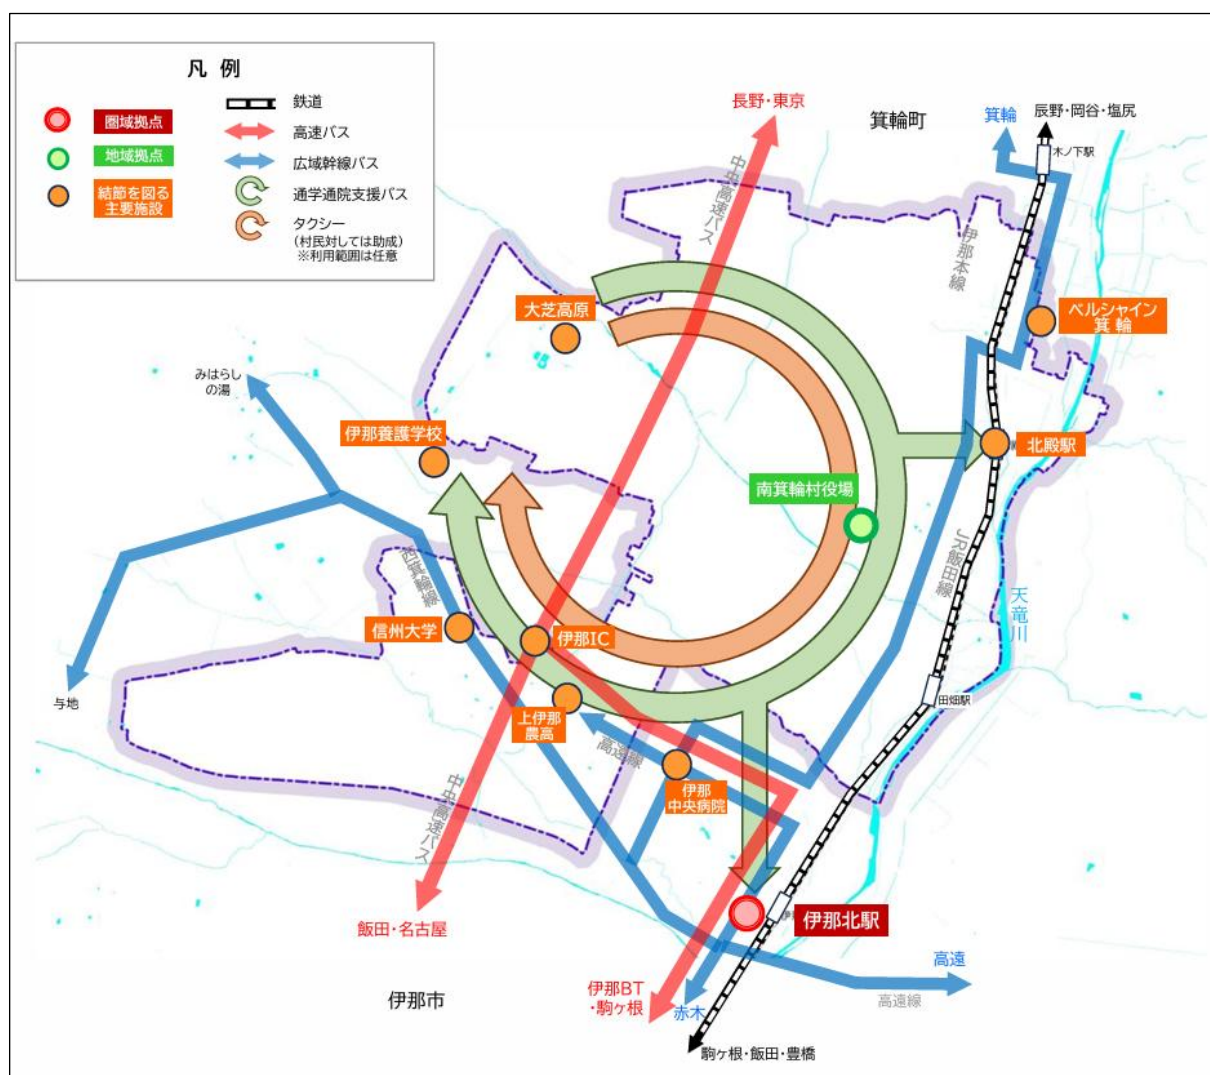 凡 例
圏域拠点
地域拠点
結節を図る
主要施設
鉄道
高速バス
広域幹線バス
通学通院支援バス
タクシー
(村民対しては助成)
※利用範囲は任意
長野・東京
箕輪町
箕輪
辰野・岡谷・塩尻
木ノ下駅
中央高速バス
伊那本線
大芝高原
ベルシャイン
箕 輪
みはらし
の湯
伊那養護学校
北殿駅
南箕輪村役場
JR飯田線
天竜川
西箕輪線
信州大学
伊那IC
与地
田畑駅
上伊那
農高
高遠線
伊那
中央病院
中央高速バス
飯田・名古屋
伊那北駅
伊那市
伊那BT
・駒ヶ根
赤木
高遠
高遠線
駒ヶ根・飯田・豊橋